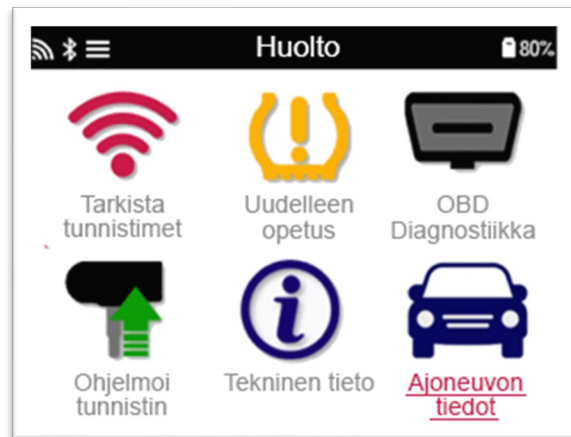 Huolto
80%
Tarkista
tunnistimet
Uudelleen
opetus
OBD
Diagnostiikka
Ohjelmoi
tunnistin
Tekninen tieto
Ajoneuvon
tiedot